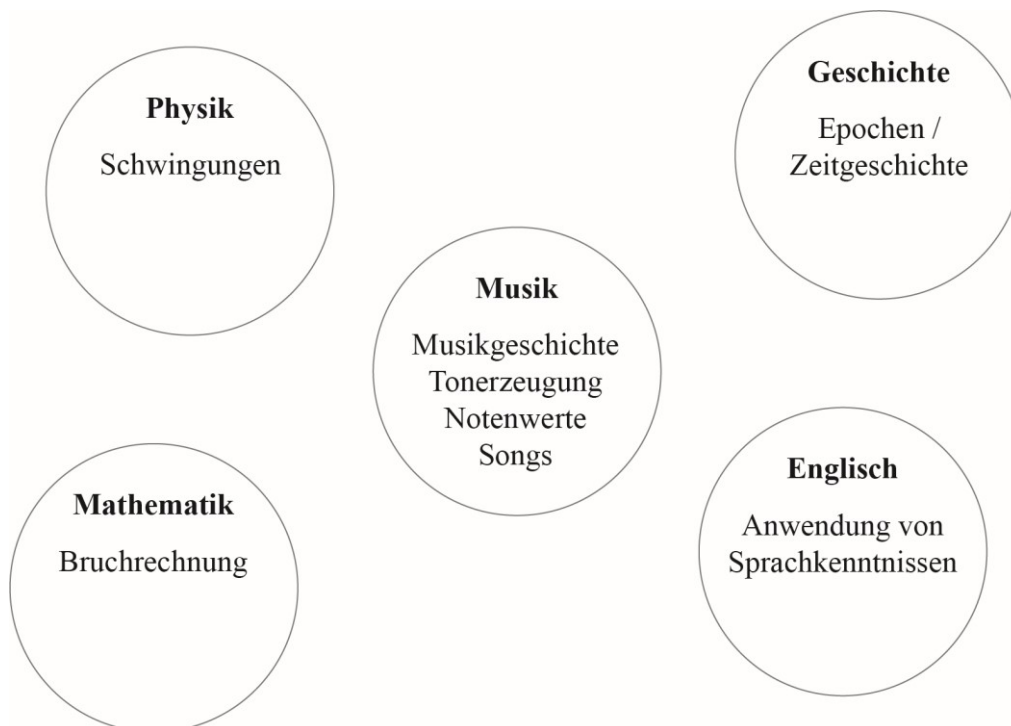 Physik
Schwingungen
Geschichte
Epochen /
Zeitgeschichte
Musik
Musikgeschichte
Tonerzeugung
Notenwerte
Songs
Mathematik
Bruchrechnung
Englisch
Anwendung von
Sprachkenntnissen